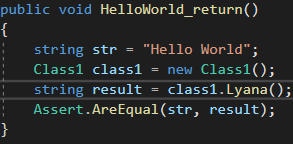 public void HelloWorld_return()
{
string str = "Hello World";
Class1 class1 = new Class1();
string result = class1.Lyana();
Assert.AreEqual(str, result);
}